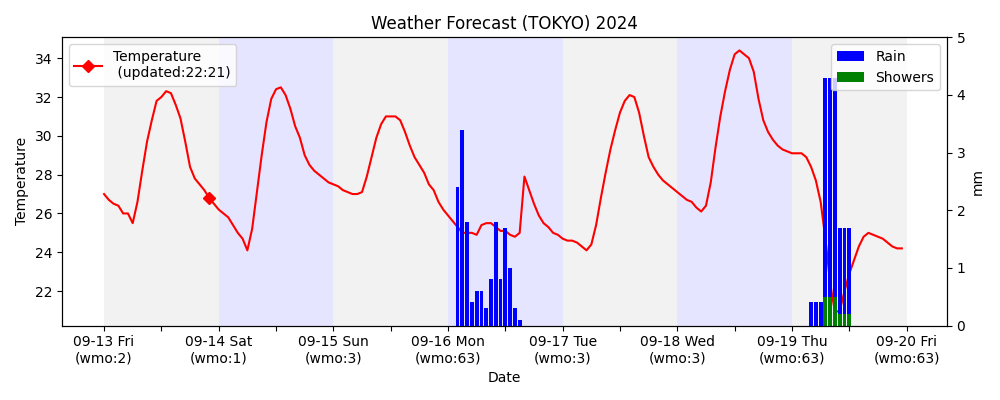 Weather Forecast (TOKYO) 2024
Temperature
(updated:22:21)
Rain
Showers
34
32
30
28
26
24
22
Temperature
5
4
3
2
1
0
mm
09-13 Fri
(wmo:2)
09-14 Sat
(wmo:1)
09-15 Sun
(wmo:3)
09-16 Mon
(wmo:63)
09-17 Tue
(wmo:3)
09-18 Wed
(wmo:3)
09-19 Thu
(wmo:63)
09-20 Fri
(wmo:63)
Date